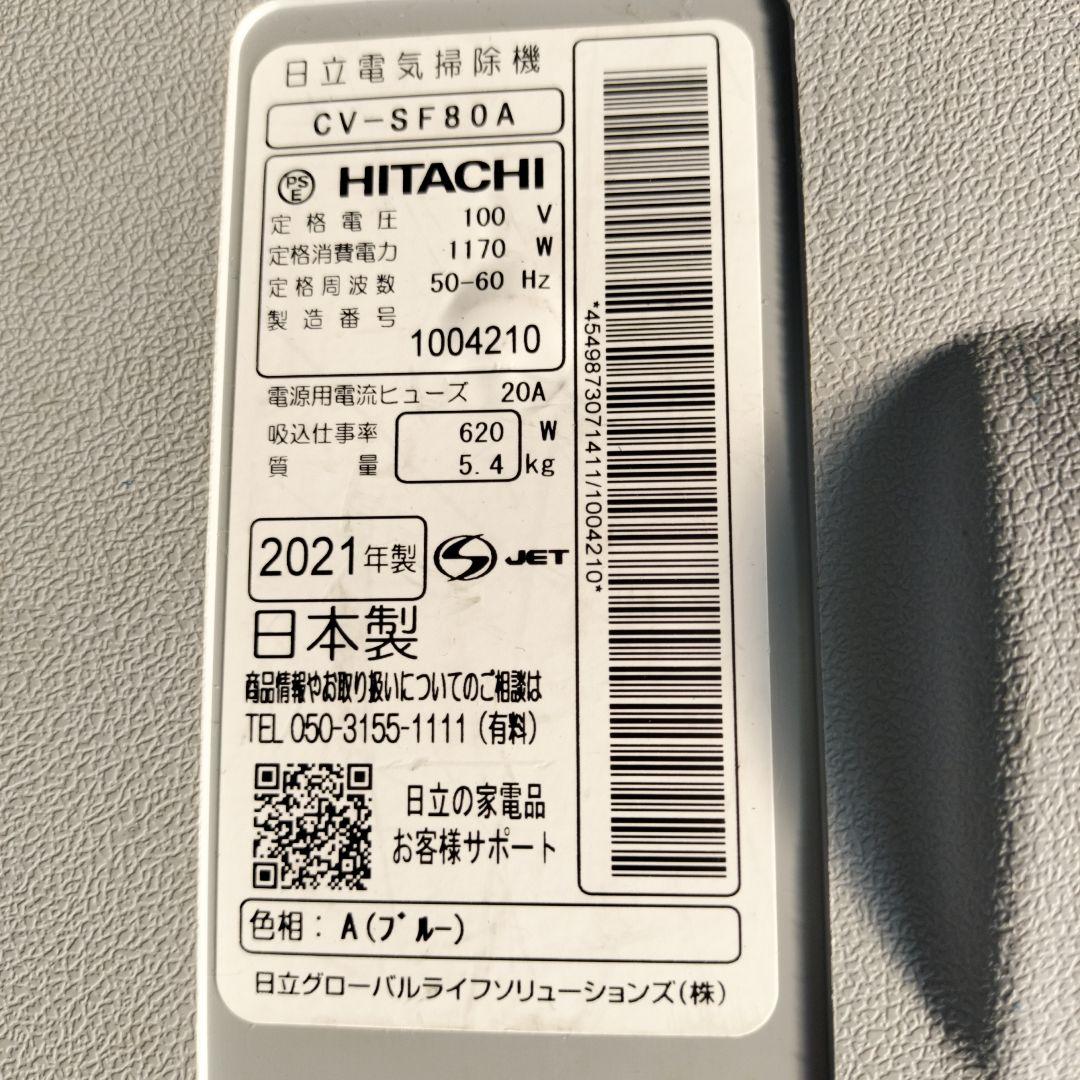 日立電気掃除機
CV-SF80A
PS
E
HITACHI
定格電圧 100 V
定格消費電力 1170 W
定格周波数 50-60 Hz
製造番号
1004210
電源用電流ヒューズ 20A
吸込仕事率 620 W
質量 5.4 kg
2021年製
S JET
日本製
商品情報やお取り扱いについてのご相談は
TEL 050-3155-1111（有料）
日立の家電品
お客様サポート
*4549873071411/1004210*
色相：A(ブルー)
日立グローバルライフソリューションズ(株)